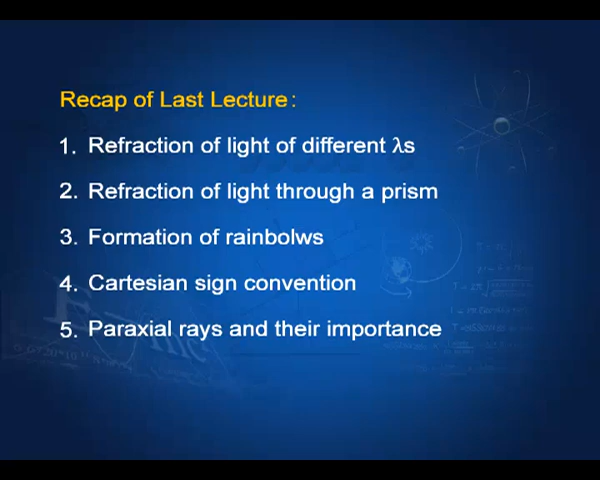 Recap of Last Lecture:
1. Refraction of light of different λs
2. Refraction of light through a prism
3. Formation of rainbolws
4. Cartesian sign convention
5. Paraxial rays and their importance